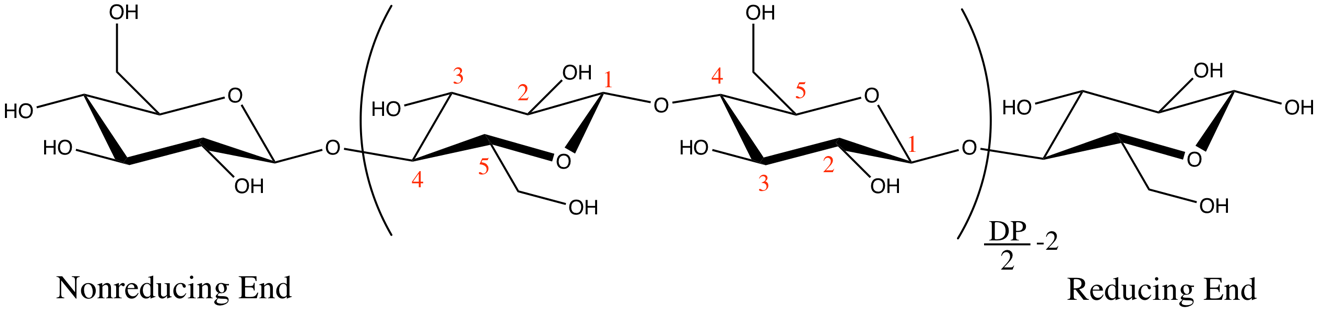 OH OH
HO O HO 3 2 OH 1 O 4 5 O HO OH OH
HO OH O 4 5 O OH HO 3 2 OH 1 O O OH
DP
2 -2
Nonreducing End Reducing End